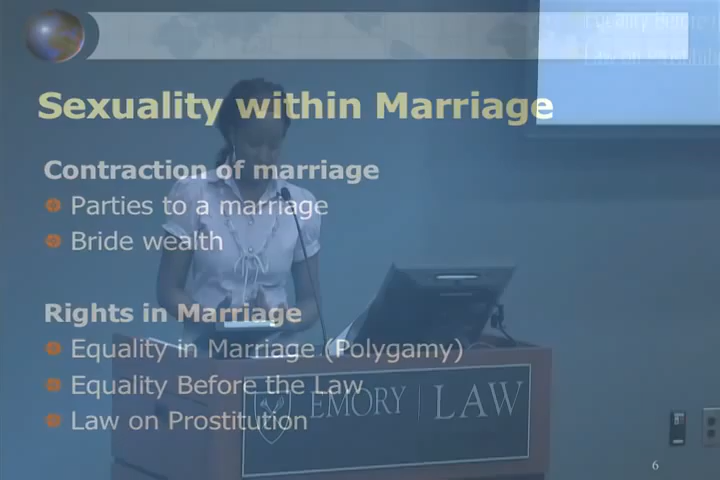 Sexuality within Marriage
Contraction of marriage
Parties to a marriage
Bride wealth
Rights in Marriage
Equality in Marriage (Polygamy)
Equality Before the Law
Law on Prostitution
EMORY | LAW
6